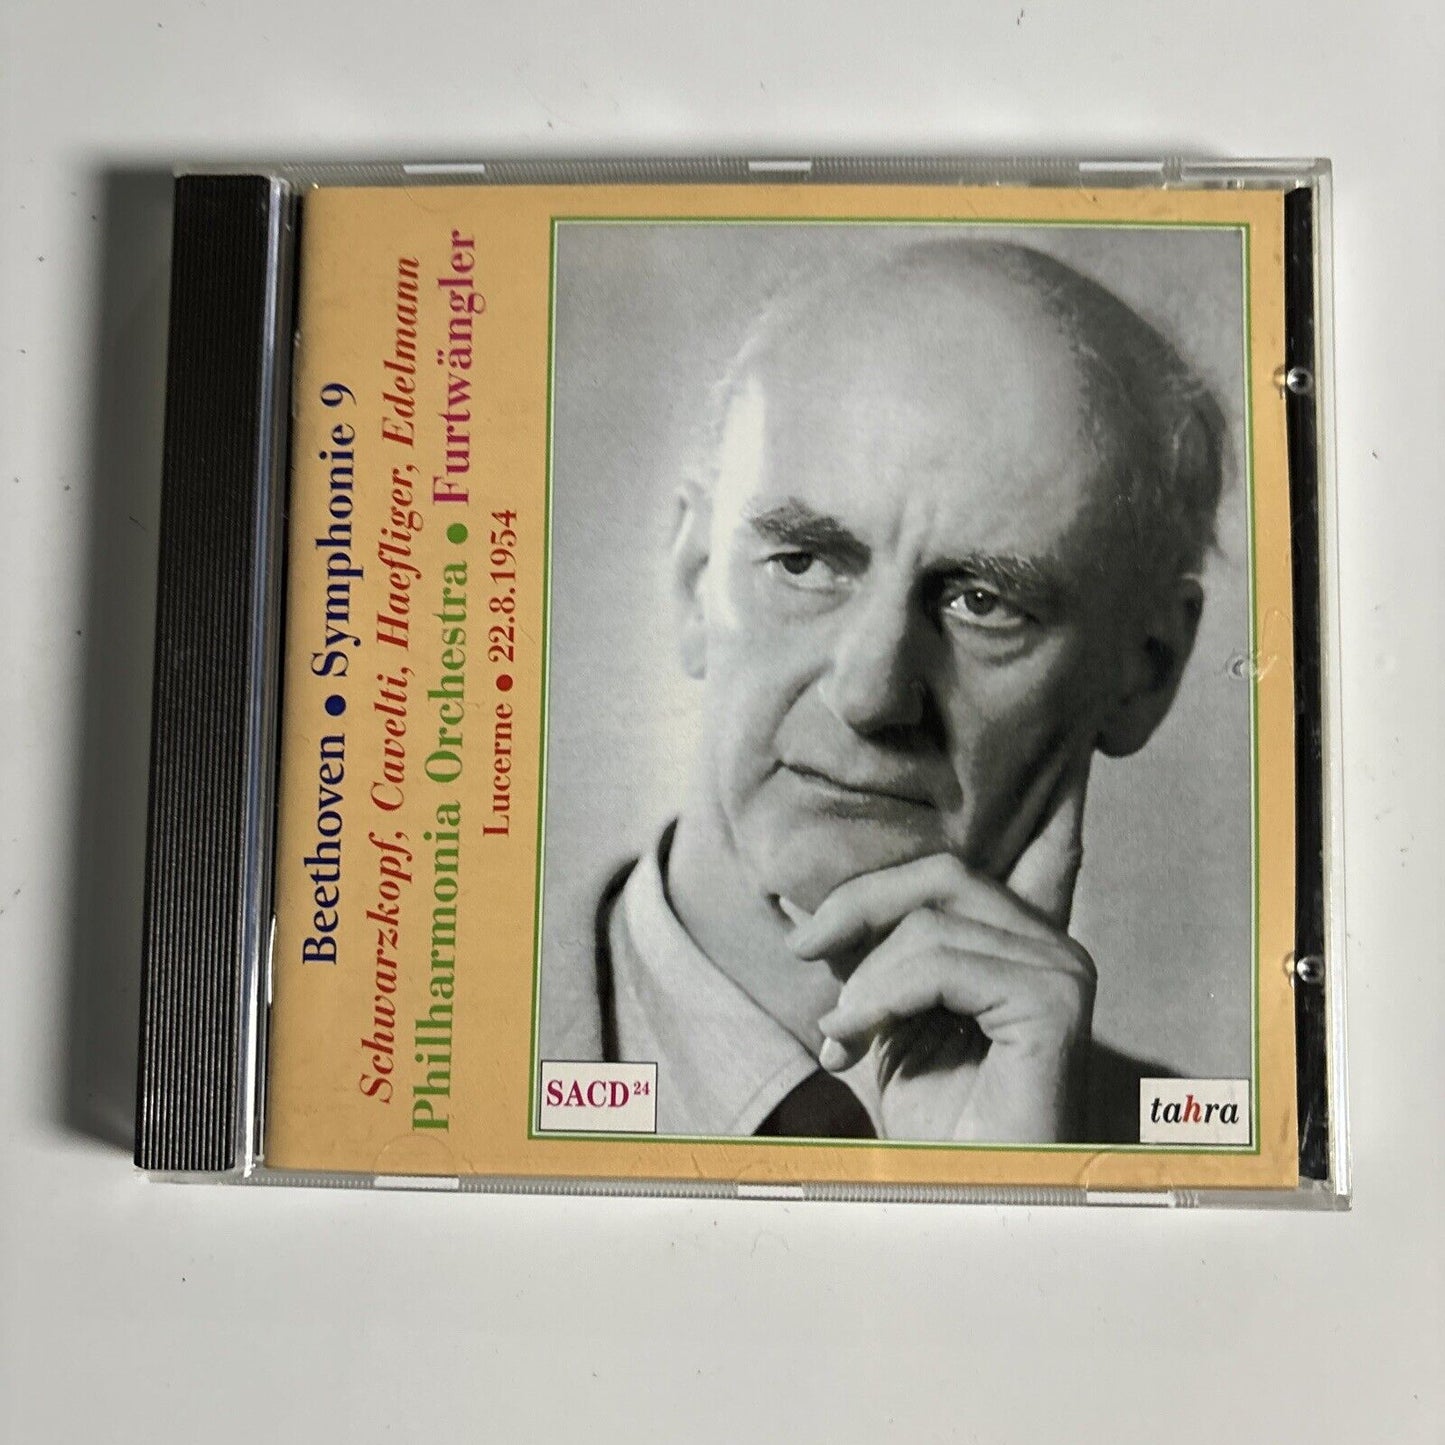 Beethoven • Symphonie 9
Schwarzkopf, Cavelti, Haefliger, Edelmann
Philharmonia Orchestra • Furtwängler
Lucerne • 22.8.1954
SACD²⁴
tahra